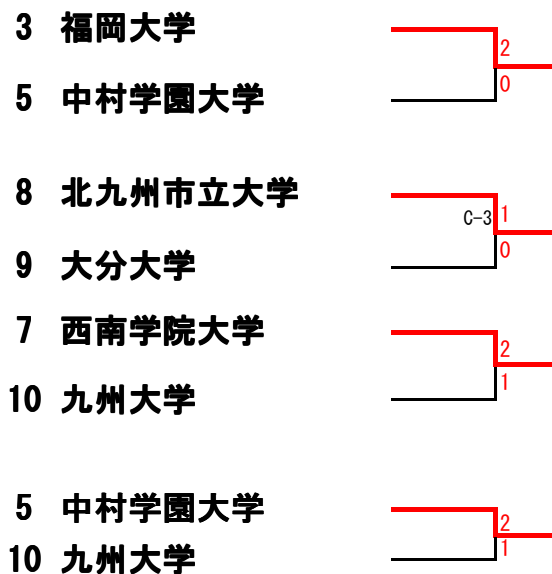 3 福岡大学
2
0
5 中村学園大学
8 北九州市立大学
C-3 1
0
9 大分大学
7 西南学院大学
2
1
10 九州大学
5 中村学園大学
2
1
10 九州大学